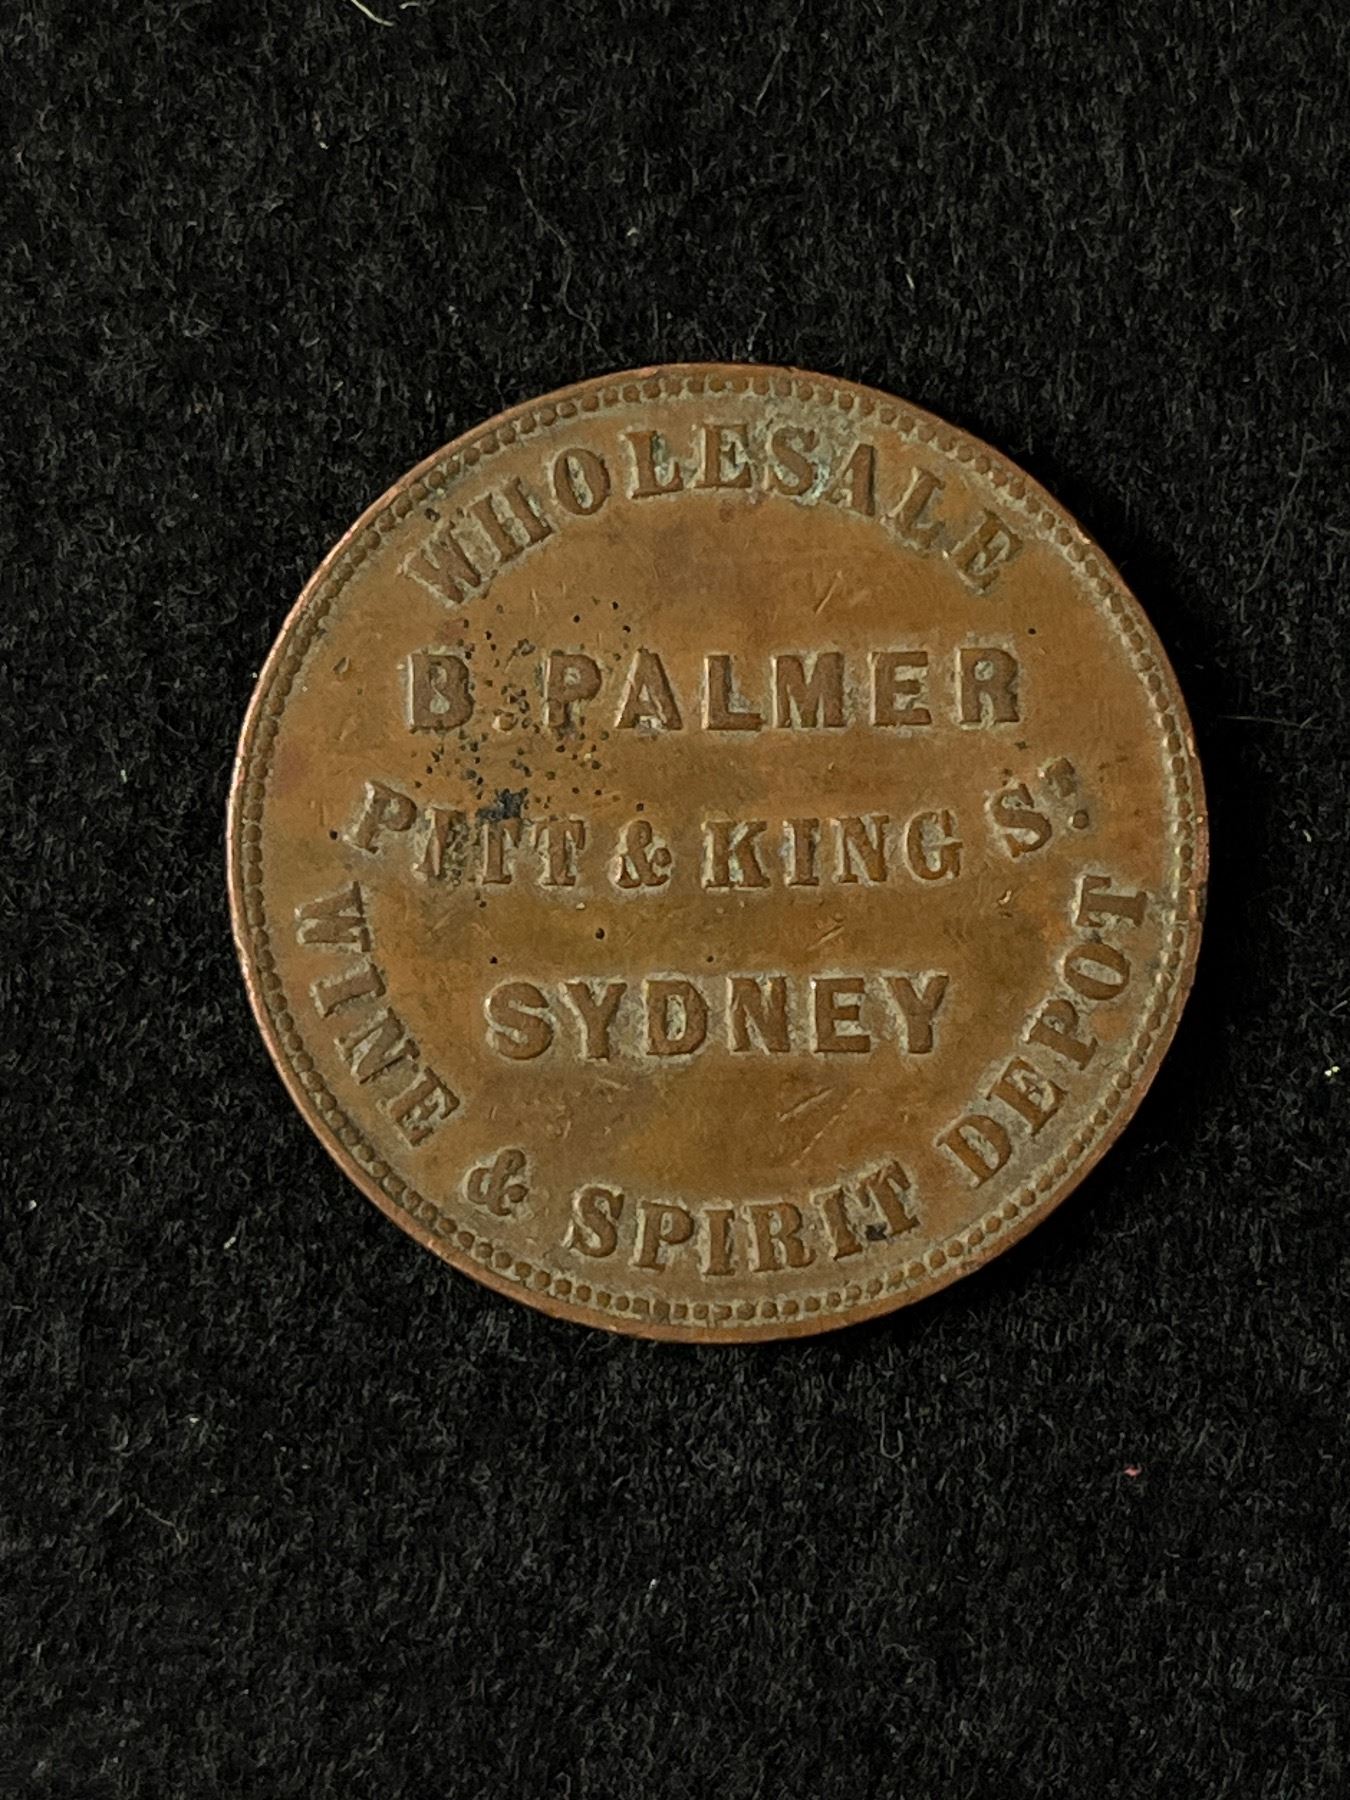 WHOLESALE
B. PALMER
PITT & KING ST.
SYDNEY
WINE & SPIRIT DEPOT